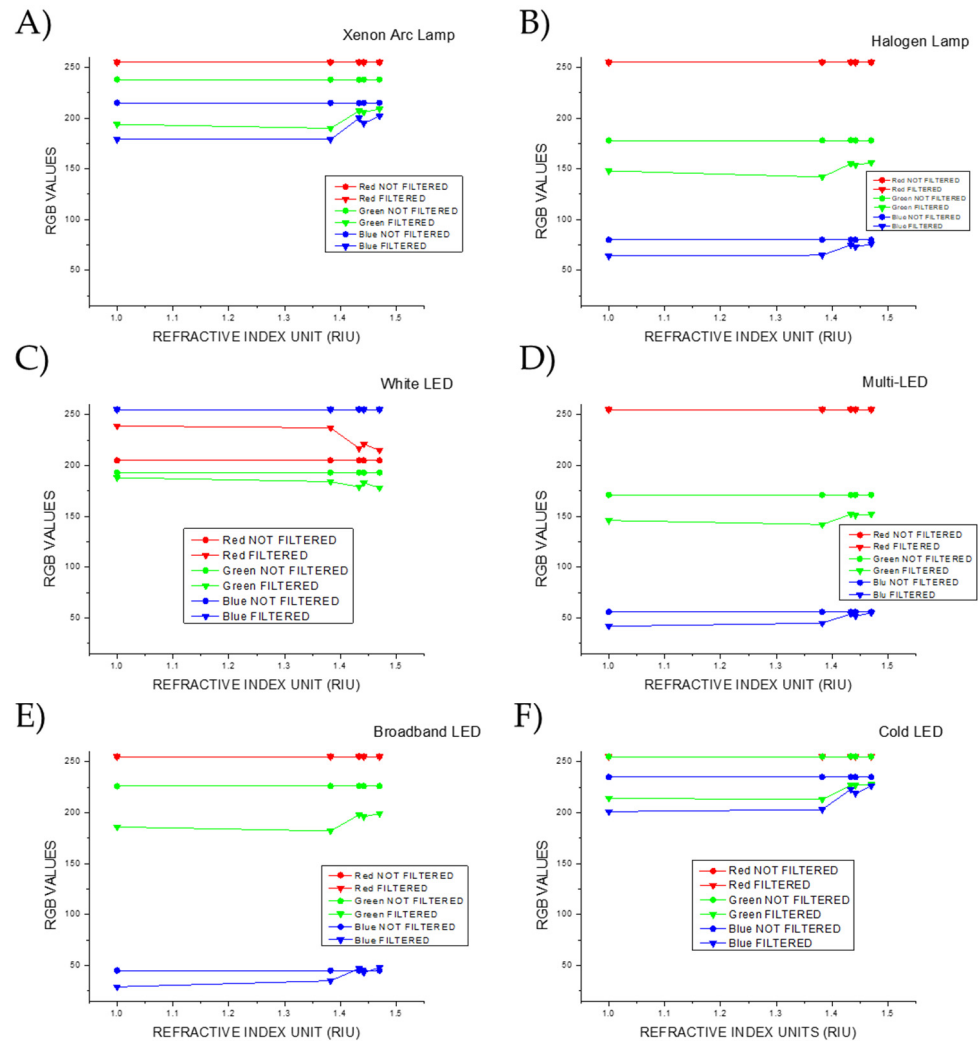 A)
Xenon Arc Lamp
250
200
150
100
50
RGB VALUES
Red NOT FILTERED
Red FILTERED
Green NOT FILTERED
Green FILTERED
Blue NOT FILTERED
Blue FILTERED
1.0 1.1 1.2 1.3 1.4 1.5
REFRACTIVE INDEX UNIT (RIU)
B)
Halogen Lamp
250
200
150
100
50
RGB VALUES
Red NOT FILTERED
Red FILTERED
Green NOT FILTERED
Green FILTERED
Blue NOT FILTERED
Blue FILTERED
1.0 1.1 1.2 1.3 1.4 1.5
REFRACTIVE INDEX UNIT (RIU)
C)
White LED
250
200
150
100
50
RGB VALUES
Red NOT FILTERED
Red FILTERED
Green NOT FILTERED
Green FILTERED
Blue NOT FILTERED
Blue FILTERED
1.0 1.1 1.2 1.3 1.4 1.5
REFRACTIVE INDEX UNIT (RIU)
D)
Multi-LED
250
200
150
100
50
RGB VALUES
Red NOT FILTERED
Red FILTERED
Green NOT FILTERED
Green FILTERED
Blu NOT FILTERED
Blu FILTERED
1.0 1.1 1.2 1.3 1.4 1.5
REFRACTIVE INDEX UNIT (RIU)
E)
Broadband LED
250
200
150
100
50
RGB VALUES
Red NOT FILTERED
Red FILTERED
Green NOT FILTERED
Green FILTERED
Blue NOT FILTERED
Blue FILTERED
1.0 1.1 1.2 1.3 1.4 1.5
REFRACTIVE INDEX UNIT (RIU)
F)
Cold LED
250
200
150
100
50
RGB VALUES
Red NOT FILTERED
Red FILTERED
Green NOT FILTERED
Green FILTERED
Blue NOT FILTERED
Blue FILTERED
1.0 1.1 1.2 1.3 1.4 1.5
REFRACTIVE INDEX UNITS (RIU)